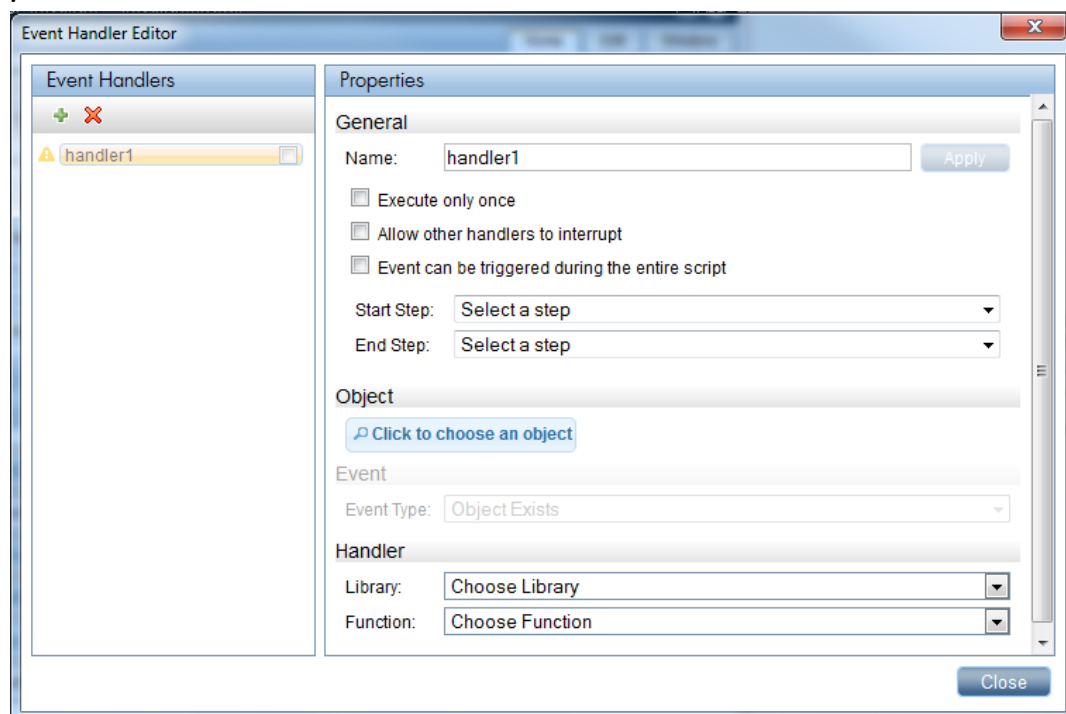 Event Handler Editor
Event Handlers
handler1
Properties
General
Name: handler1 Apply
Execute only once
Allow other handlers to interrupt
Event can be triggered during the entire script
Start Step: Select a step
End Step: Select a step
Object
Click to choose an object
Event
Event Type: Object Exists
Handler
Library: Choose Library
Function: Choose Function
Close